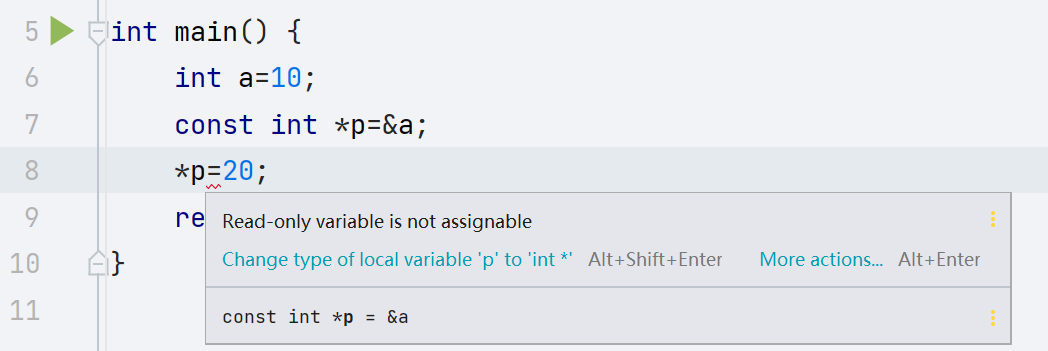 5 int main() {
6 int a=10;
7 const int *p=&a;
8 *p=20;
9 re
Read-only variable is not assignable
Change type of local variable 'p' to 'int *' Alt+Shift+Enter More actions... Alt+Enter
10 }
11
const int *p = &a